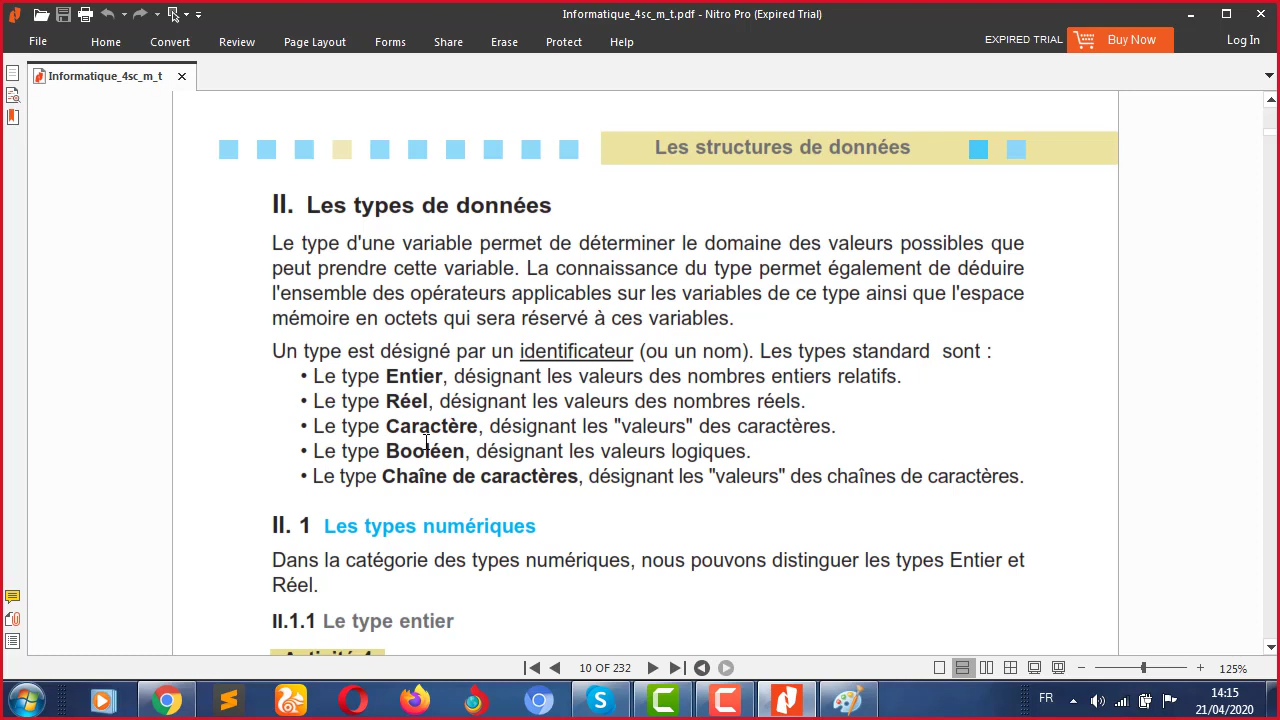 Informatique_4sc_m_t.pdf - Nitro Pro (Expired Trial)
File Home Convert Review Page Layout Forms Share Erase Protect Help EXPIRED TRIAL Buy Now Log In
Informatique_4sc_m_t
Les structures de données
II. Les types de données
Le type d'une variable permet de déterminer le domaine des valeurs possibles que
peut prendre cette variable. La connaissance du type permet également de déduire
l'ensemble des opérateurs applicables sur les variables de ce type ainsi que l'espace
mémoire en octets qui sera réservé à ces variables.
Un type est désigné par un identificateur (ou un nom). Les types standard sont :
• Le type Entier, désignant les valeurs des nombres entiers relatifs.
• Le type Réel, désignant les valeurs des nombres réels.
• Le type Caractère, désignant les "valeurs" des caractères.
• Le type Booléen, désignant les valeurs logiques.
• Le type Chaîne de caractères, désignant les "valeurs" des chaînes de caractères.
II. 1 Les types numériques
Dans la catégorie des types numériques, nous pouvons distinguer les types Entier et
Réel.
II.1.1 Le type entier
10 OF 232 125%
FR 14:15
21/04/2020